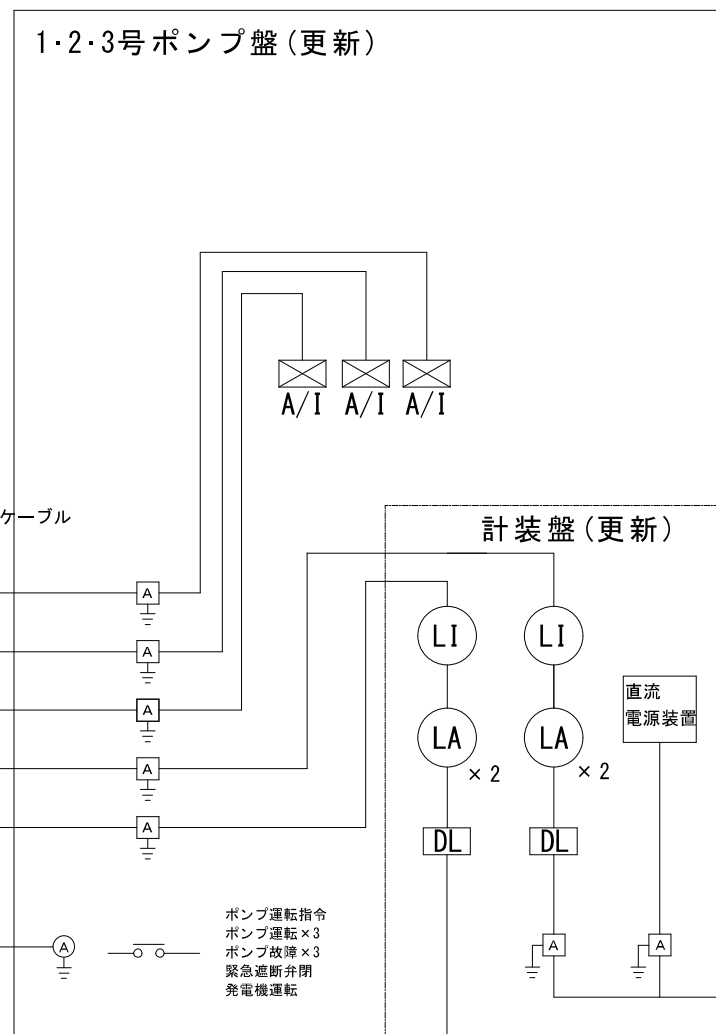 1・2・3号ポンプ盤(更新)
A/I A/I A/I
ケーブル
計装盤(更新)
A
LI LI
A
直流
電源装置
A
LA LA
×2 ×2
A
A
DL DL
ポンプ運転指令
ポンプ運転×3
A
A A
ポンプ故障×3
緊急遮断弁閉
発電機運転